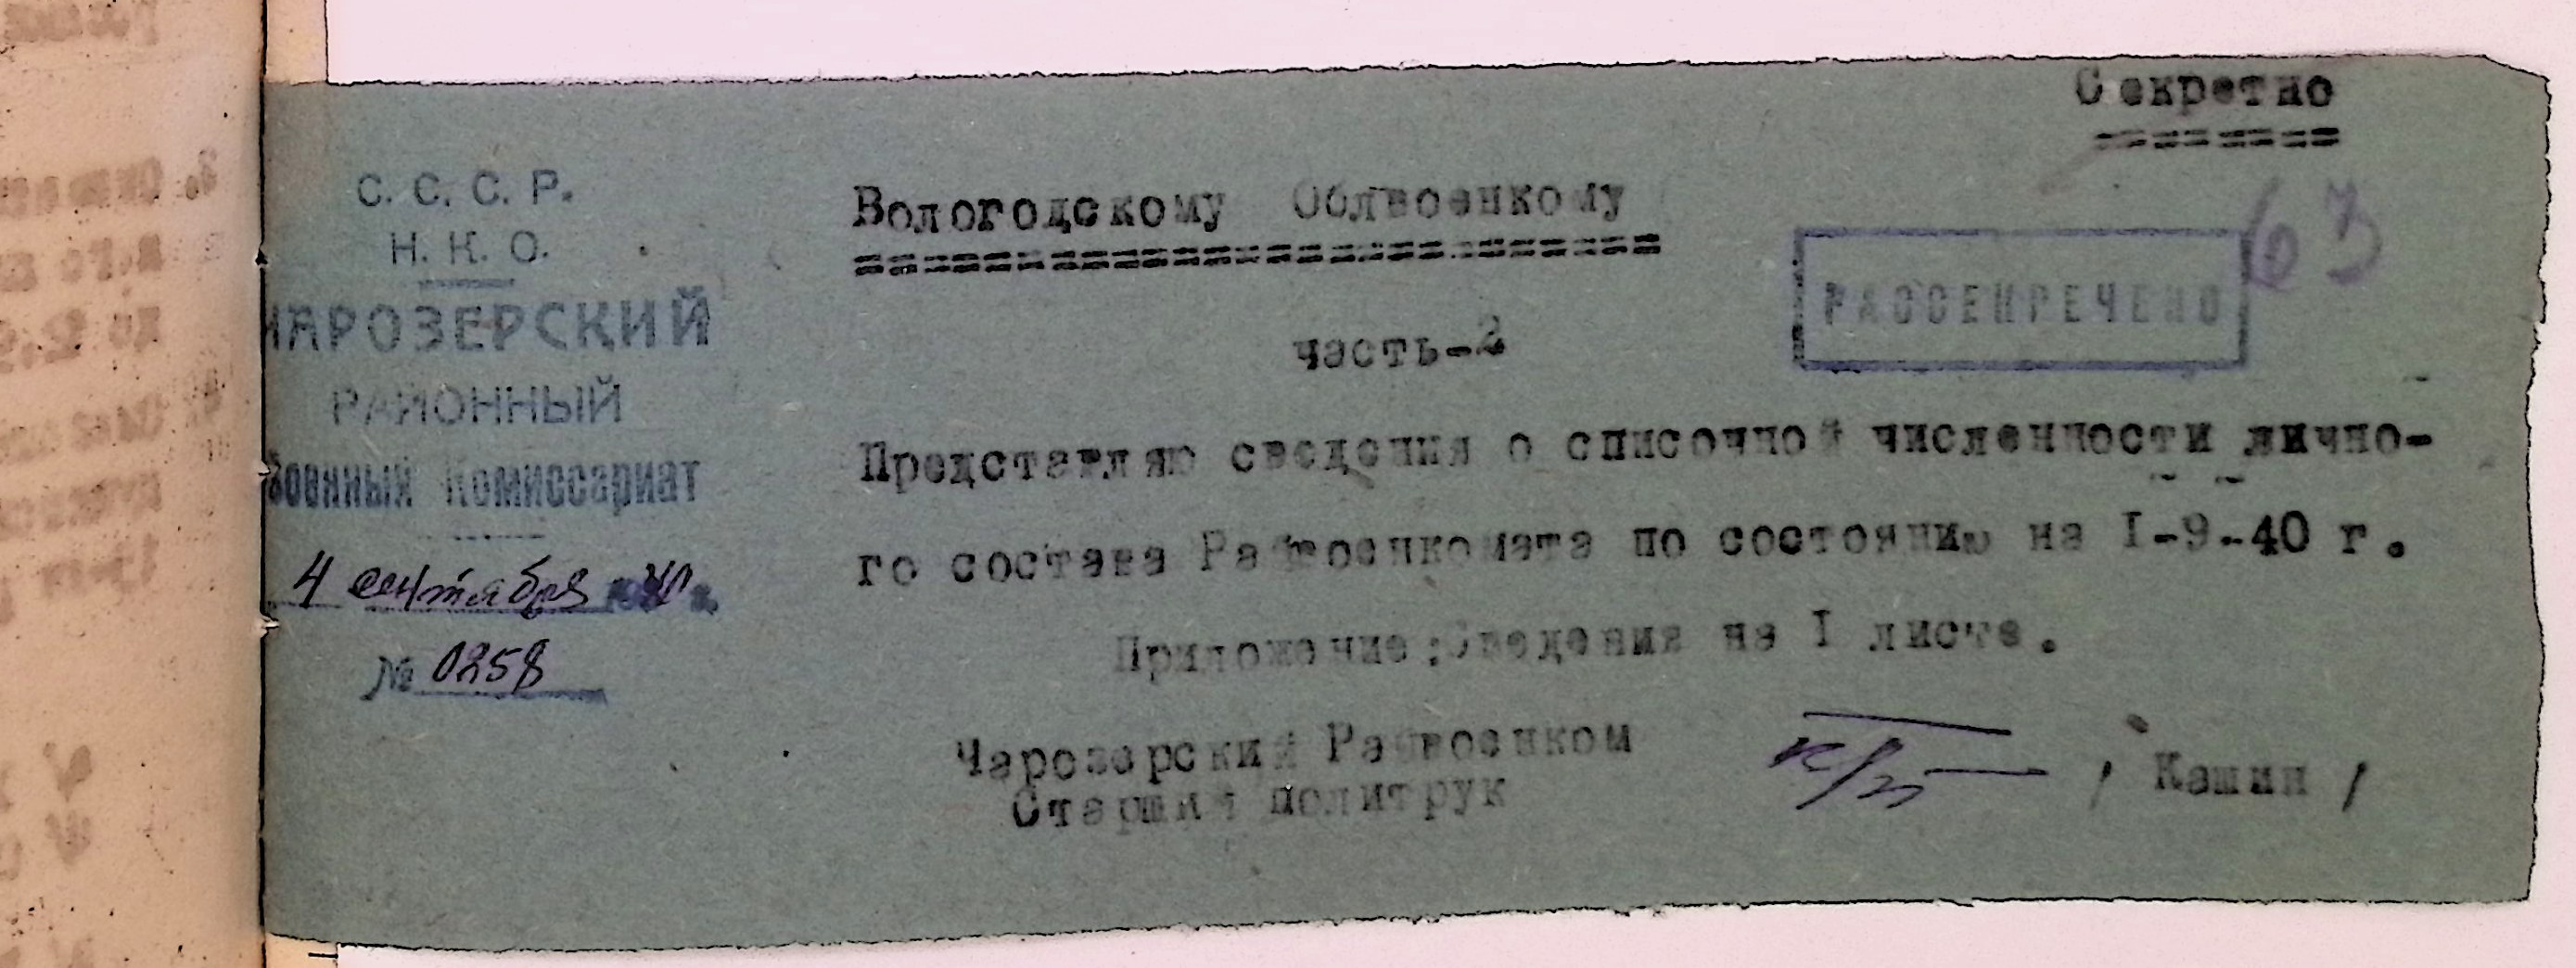 Секретно
С. С. С. Р.
Н. К. О.
ЧАРОЗЕРСКИЙ
РАЙОННЫЙ
Военный Комиссариат
4 сентября 1940 г.
№ 0258
63
Вологодскому Облвоенкому
РАССЕКРЕЧЕНО
часть-2
Представляю сведения о списочной численности лично-
го состава Райвоенкомата по состоянию на I-9-40 г.
Приложение: Сведения на I листе.
Чарозерский Райвоенком
Старший политрук
/ Кашин /